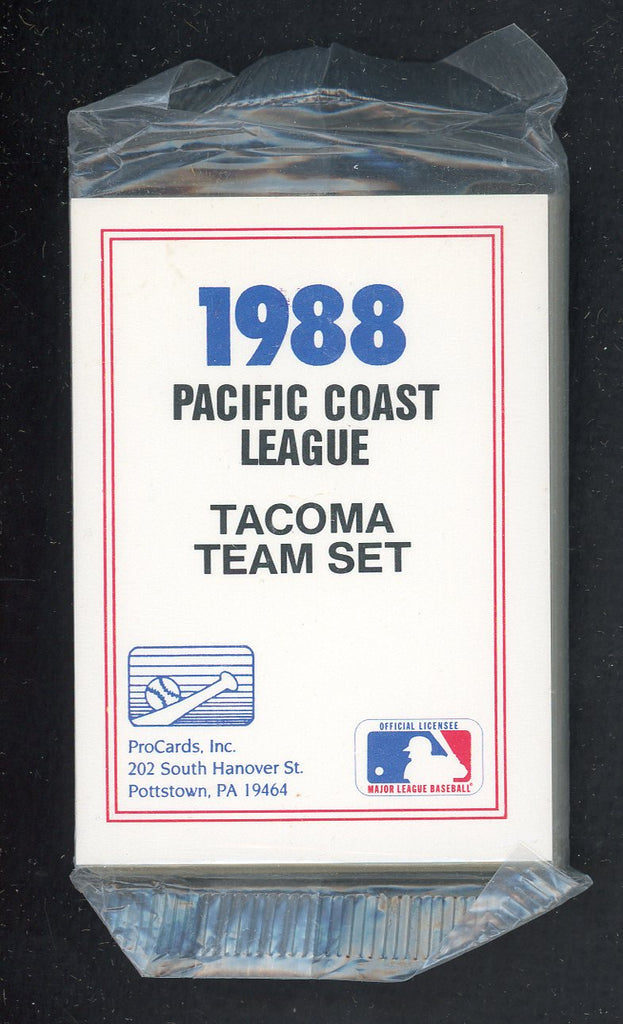 1988
PACIFIC COAST
LEAGUE
TACOMA
TEAM SET
ProCards, Inc.
202 South Hanover St.
Pottstown, PA 19464
OFFICIAL LICENSEE
MAJOR LEAGUE BASEBALL®